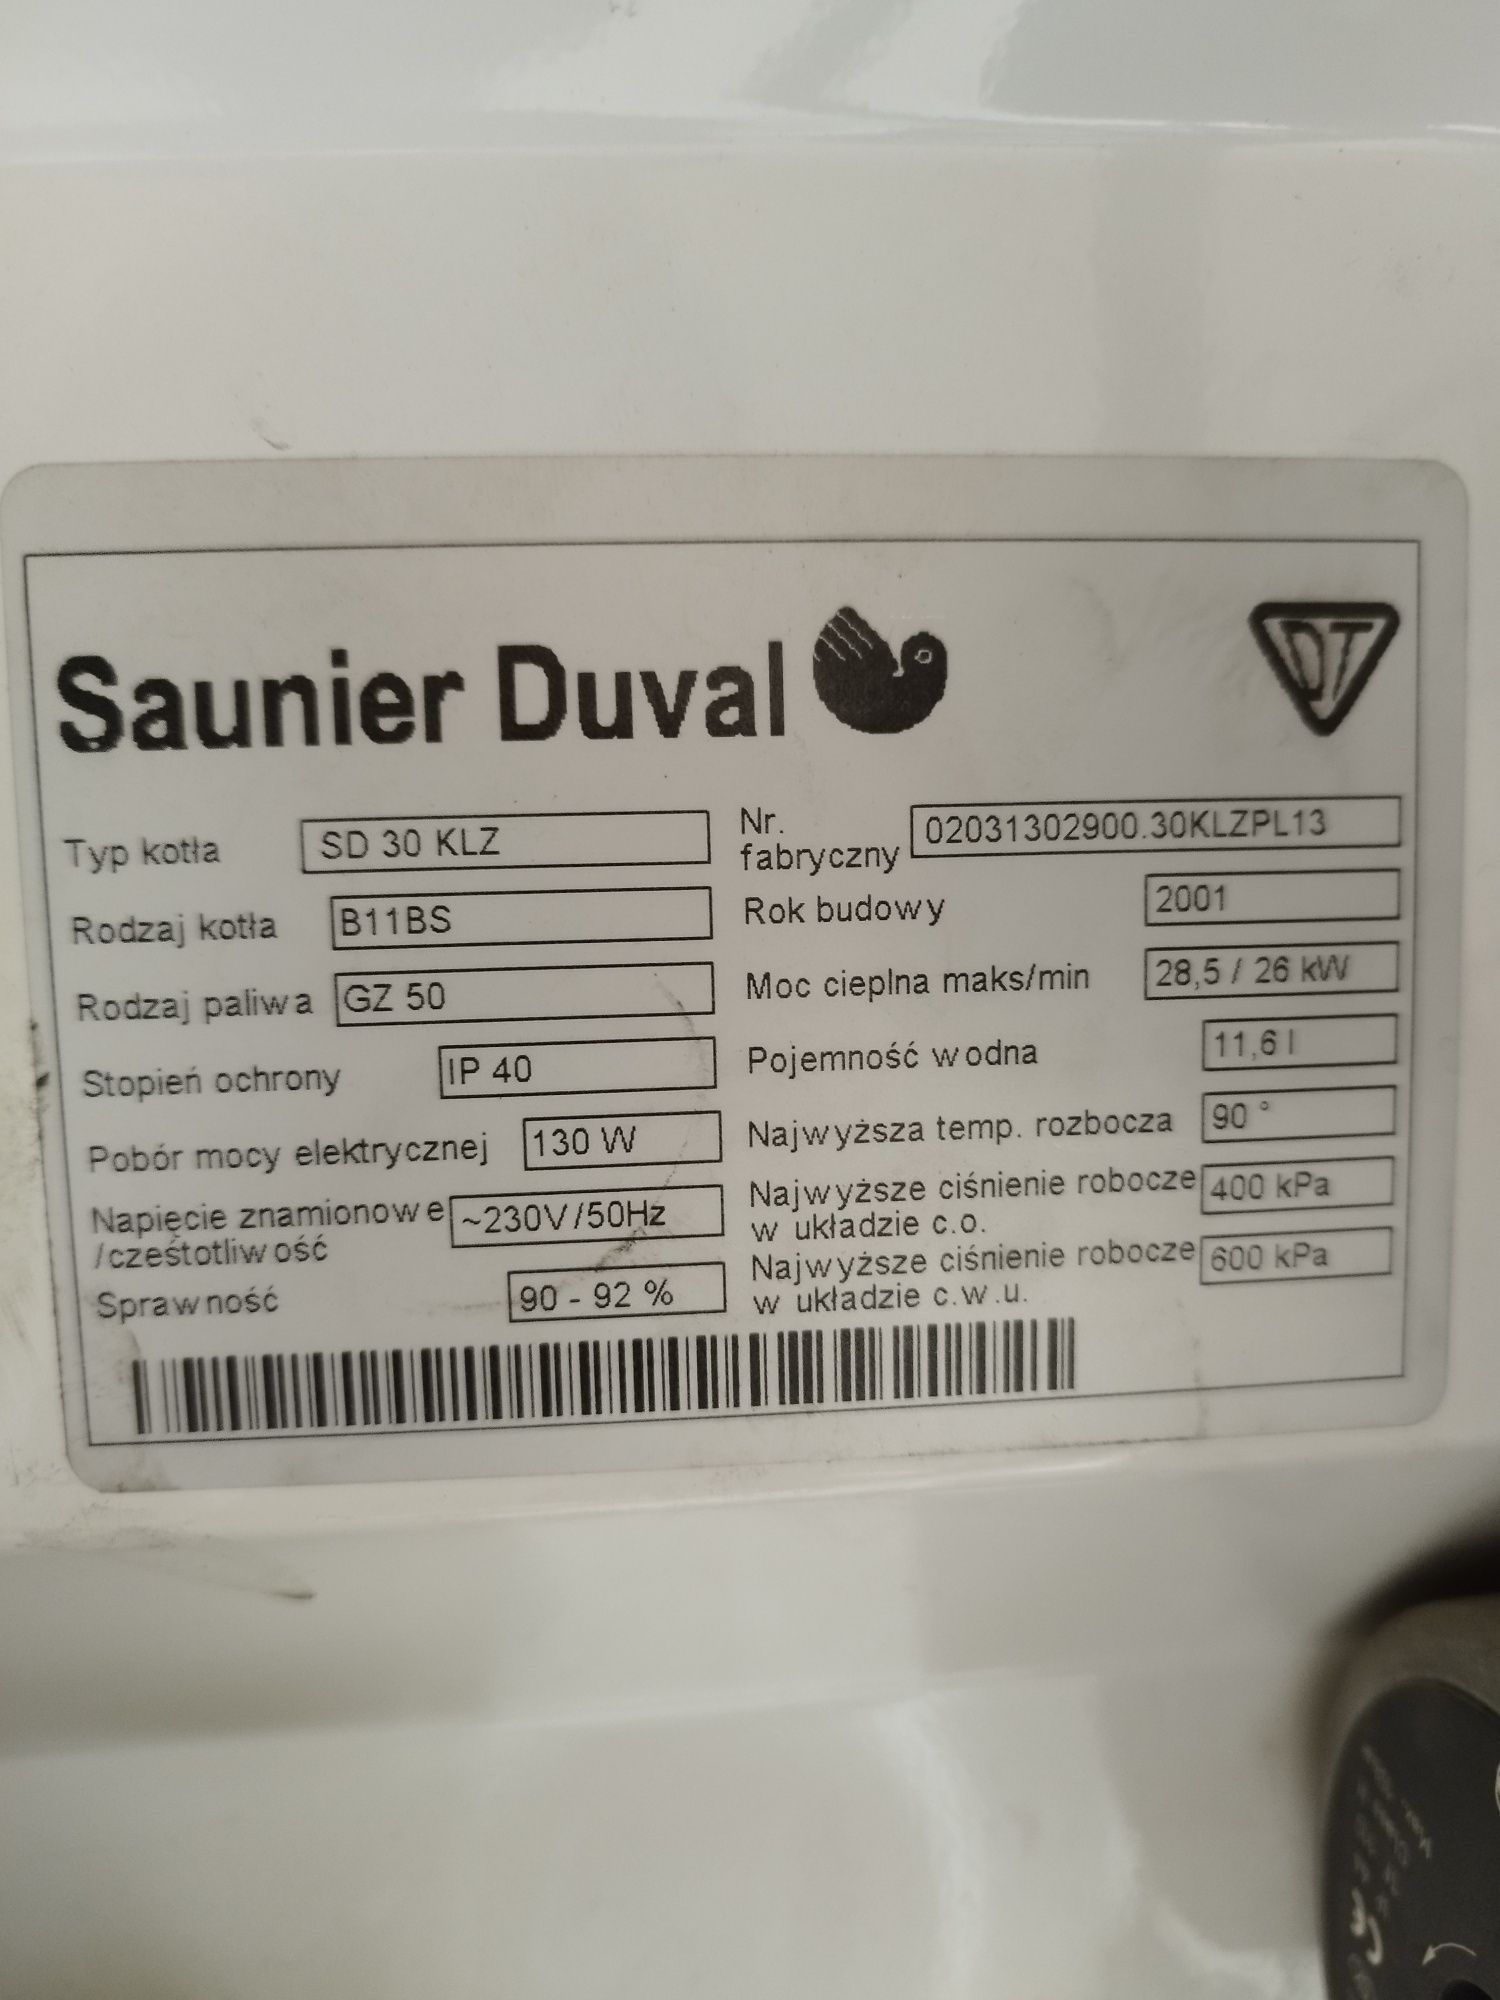 Saunier Duval
DT
Typ kotła SD 30 KLZ
Nr. fabryczny 02031302900.30KLZPL13
Rodzaj kotła B11BS
Rok budowy 2001
Rodzaj paliwa GZ 50
Moc cieplna maks/min 28,5 / 26 kW
Stopień ochrony IP 40
Pojemność wodna 11,6 l
Pobór mocy elektrycznej 130 W
Najwyższa temp. rozbocza 90 °
Napięcie znamionowe ~230V/50Hz
/częstotliwość
Najwyższe ciśnienie robocze 400 kPa
w układzie c.o.
Sprawność 90 - 92 %
Najwyższe ciśnienie robocze 600 kPa
w układzie c.w.u.